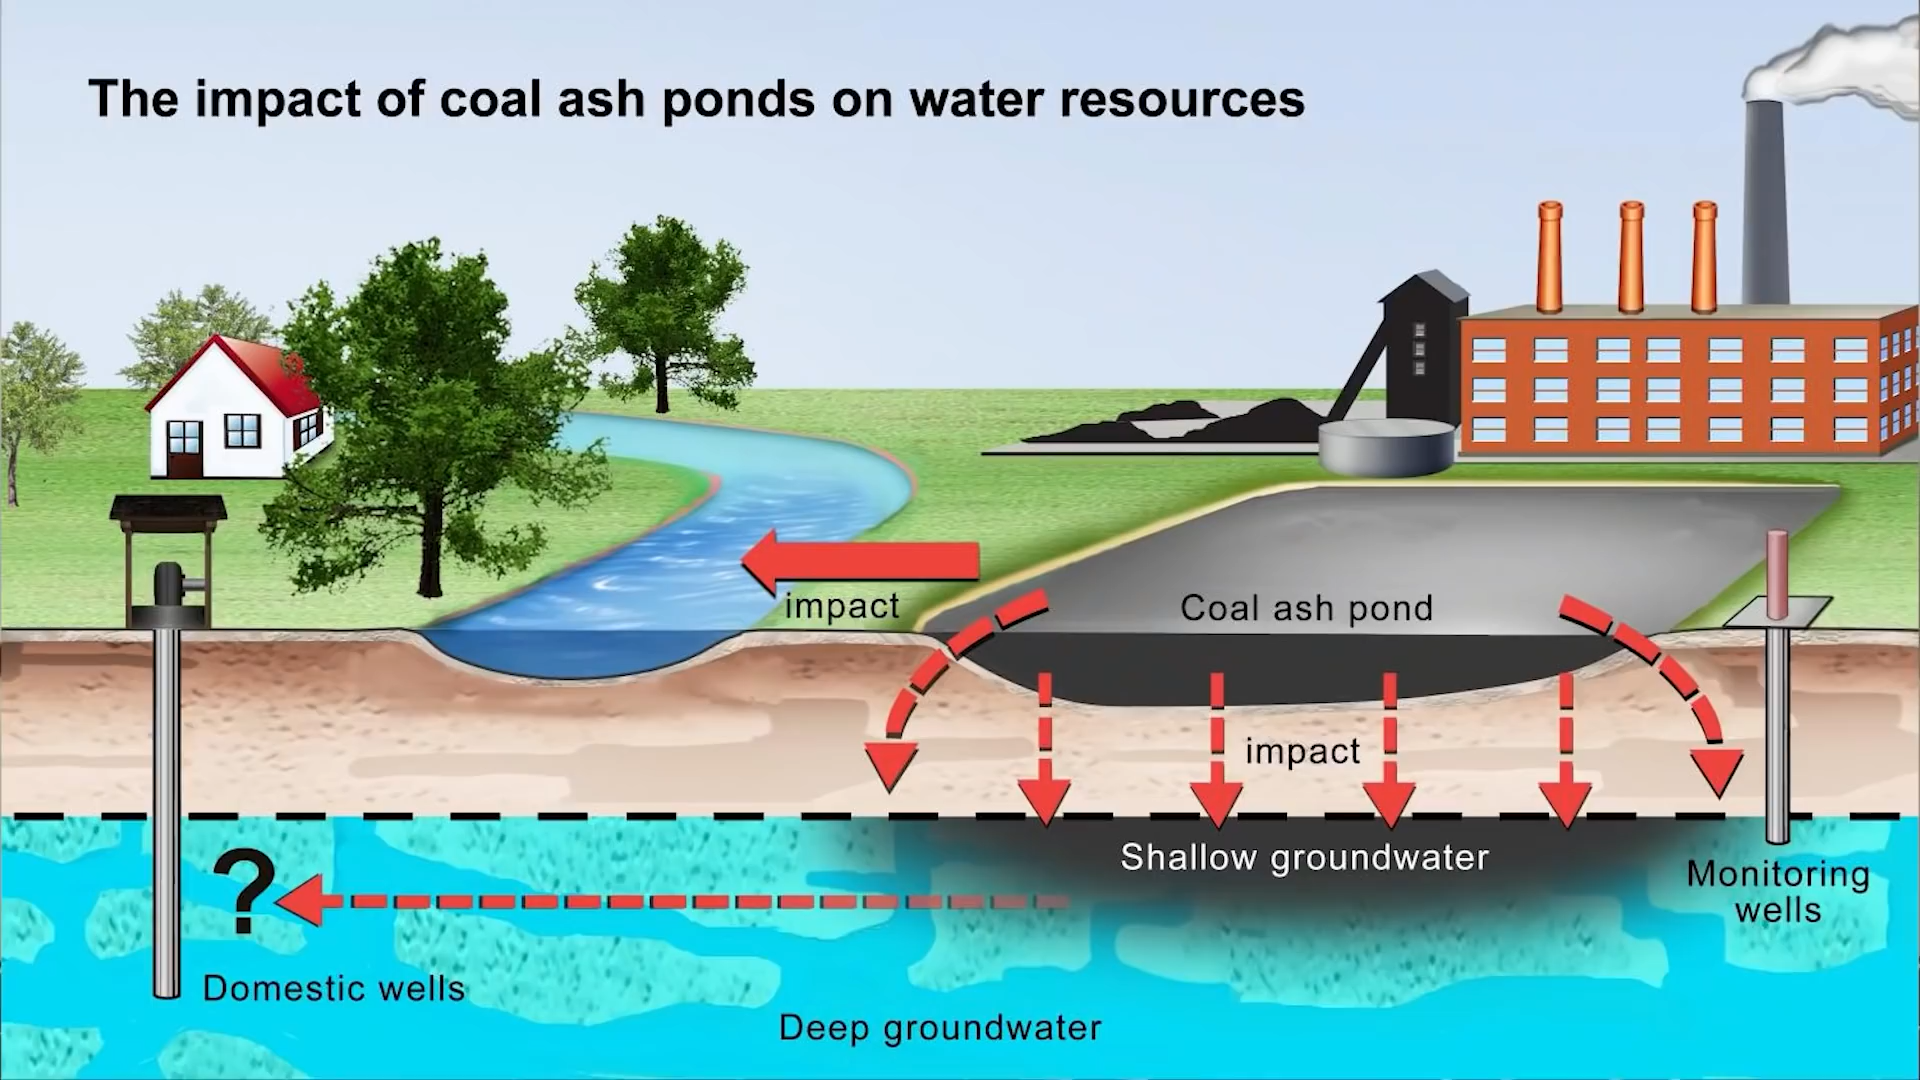 The impact of coal ash ponds on water resources
impact
Coal ash pond
impact
Shallow groundwater
Monitoring
wells
?
Domestic wells
Deep groundwater